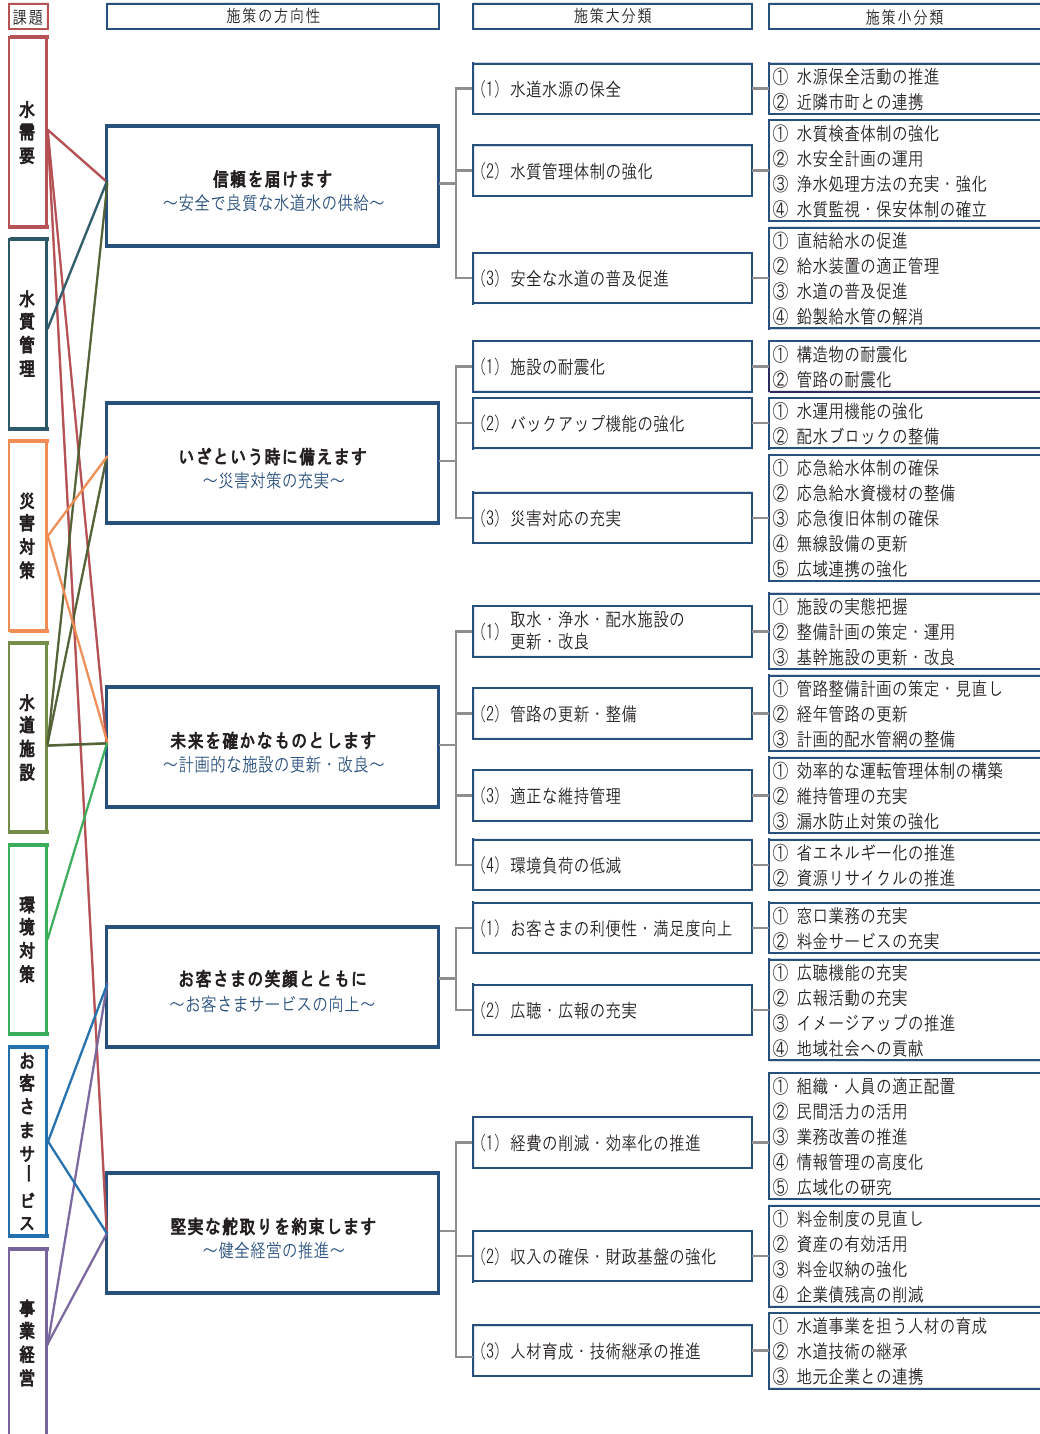 課題
施策の方向性
施策大分類
施策小分類
水需要
水質管理
災害対策
水道施設
環境対策
お客さまサービス
事業経営
信頼を届けます
～安全で良質な水道水の供給～
(1) 水道水源の保全
① 水源保全活動の推進
② 近隣市町との連携
(2) 水質管理体制の強化
① 水質検査体制の強化
② 水安全計画の運用
③ 浄水処理方法の充実・強化
④ 水質監視・保安体制の確立
(3) 安全な水道の普及促進
① 直結給水の促進
② 給水装置の適正管理
③ 水道の普及促進
④ 鉛製給水管の解消
いざという時に備えます
～災害対策の充実～
(1) 施設の耐震化
① 構造物の耐震化
② 管路の耐震化
(2) バックアップ機能の強化
① 水運用機能の強化
② 配水ブロックの整備
(3) 災害対応の充実
① 応急給水体制の確保
② 応急給水資機材の整備
③ 応急復旧体制の確保
④ 無線設備の更新
⑤ 広域連携の強化
未来を確かなものとします
～計画的な施設の更新・改良～
(1) 取水・浄水・配水施設の
更新・改良
① 施設の実態把握
② 整備計画の策定・運用
③ 基幹施設の更新・改良
(2) 管路の更新・整備
① 管路整備計画の策定・見直し
② 経年管路の更新
③ 計画的配水管網の整備
(3) 適正な維持管理
① 効率的な運転管理体制の構築
② 維持管理の充実
③ 漏水防止対策の強化
(4) 環境負荷の低減
① 省エネルギー化の推進
② 資源リサイクルの推進
お客さまの笑顔とともに
～お客さまサービスの向上～
(1) お客さまの利便性・満足度向上
① 窓口業務の充実
② 料金サービスの充実
(2) 広聴・広報の充実
① 広聴機能の充実
② 広報活動の充実
③ イメージアップの推進
④ 地域社会への貢献
堅実な舵取りを約束します
～健全経営の推進～
(1) 経費の削減・効率化の推進
① 組織・人員の適正配置
② 民間活力の活用
③ 業務改善の推進
④ 情報管理の高度化
⑤ 広域化の研究
(2) 収入の確保・財政基盤の強化
① 料金制度の見直し
② 資産の有効活用
③ 料金収納の強化
④ 企業債残高の削減
(3) 人材育成・技術継承の推進
① 水道事業を担う人材の育成
② 水道技術の継承
③ 地元企業との連携